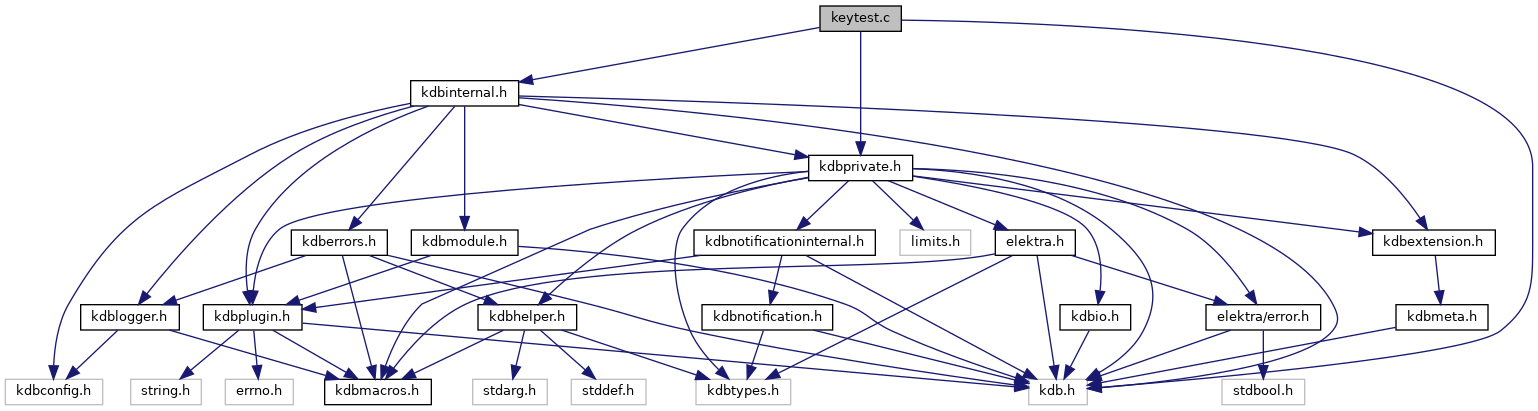 keytest.c
kdbinternal.h
kdbprivate.h
kdberrors.h
kdbmodule.h
kdbnotificationinternal.h
limits.h
elektra.h
kdbextension.h
kdblogger.h
kdbplugin.h
kdbhelper.h
kdbnotification.h
kdbio.h
elektra/error.h
kdbmeta.h
kdbconfig.h
string.h
errno.h
kdbmacros.h
stdarg.h
stddef.h
kdbtypes.h
kdb.h
stdbool.h